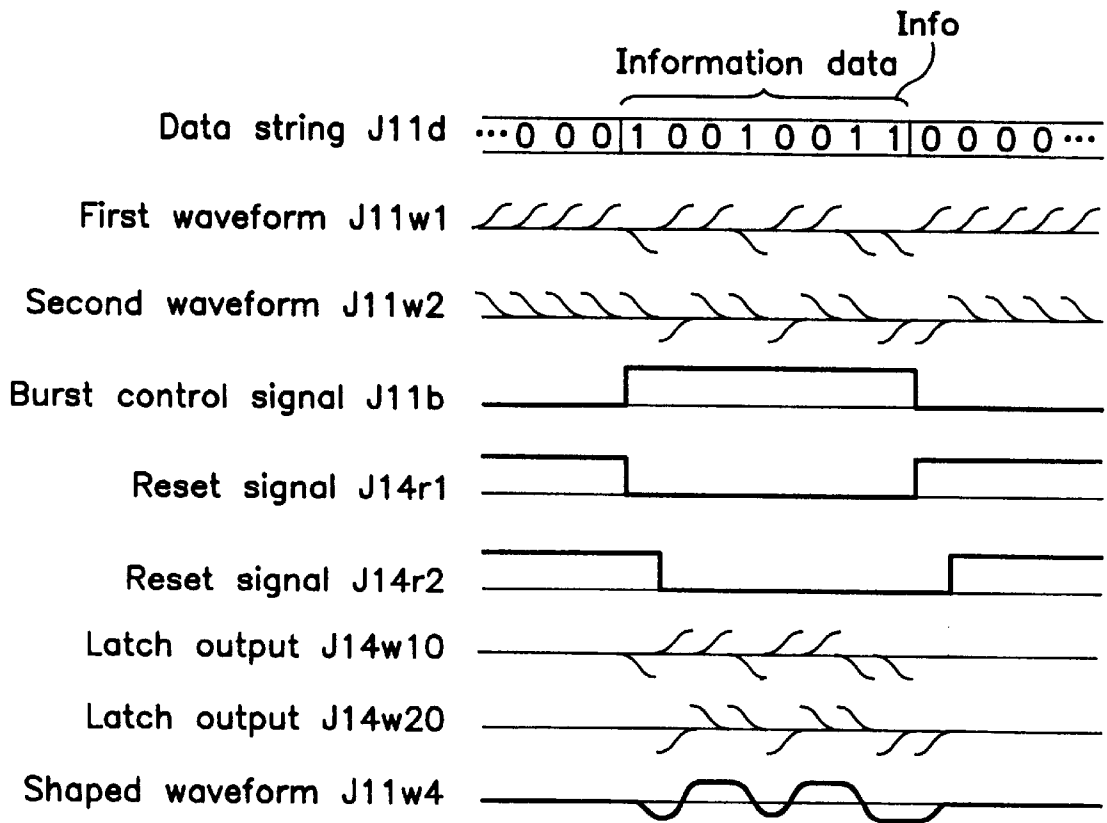 Info
Information data
Data string J11d ···0 0 0 1 0 0 1 0 0 1 1 0 0 0 0···
First waveform J11w1
Second waveform J11w2
Burst control signal J11b
Reset signal J14r1
Reset signal J14r2
Latch output J14w10
Latch output J14w20
Shaped waveform J11w4